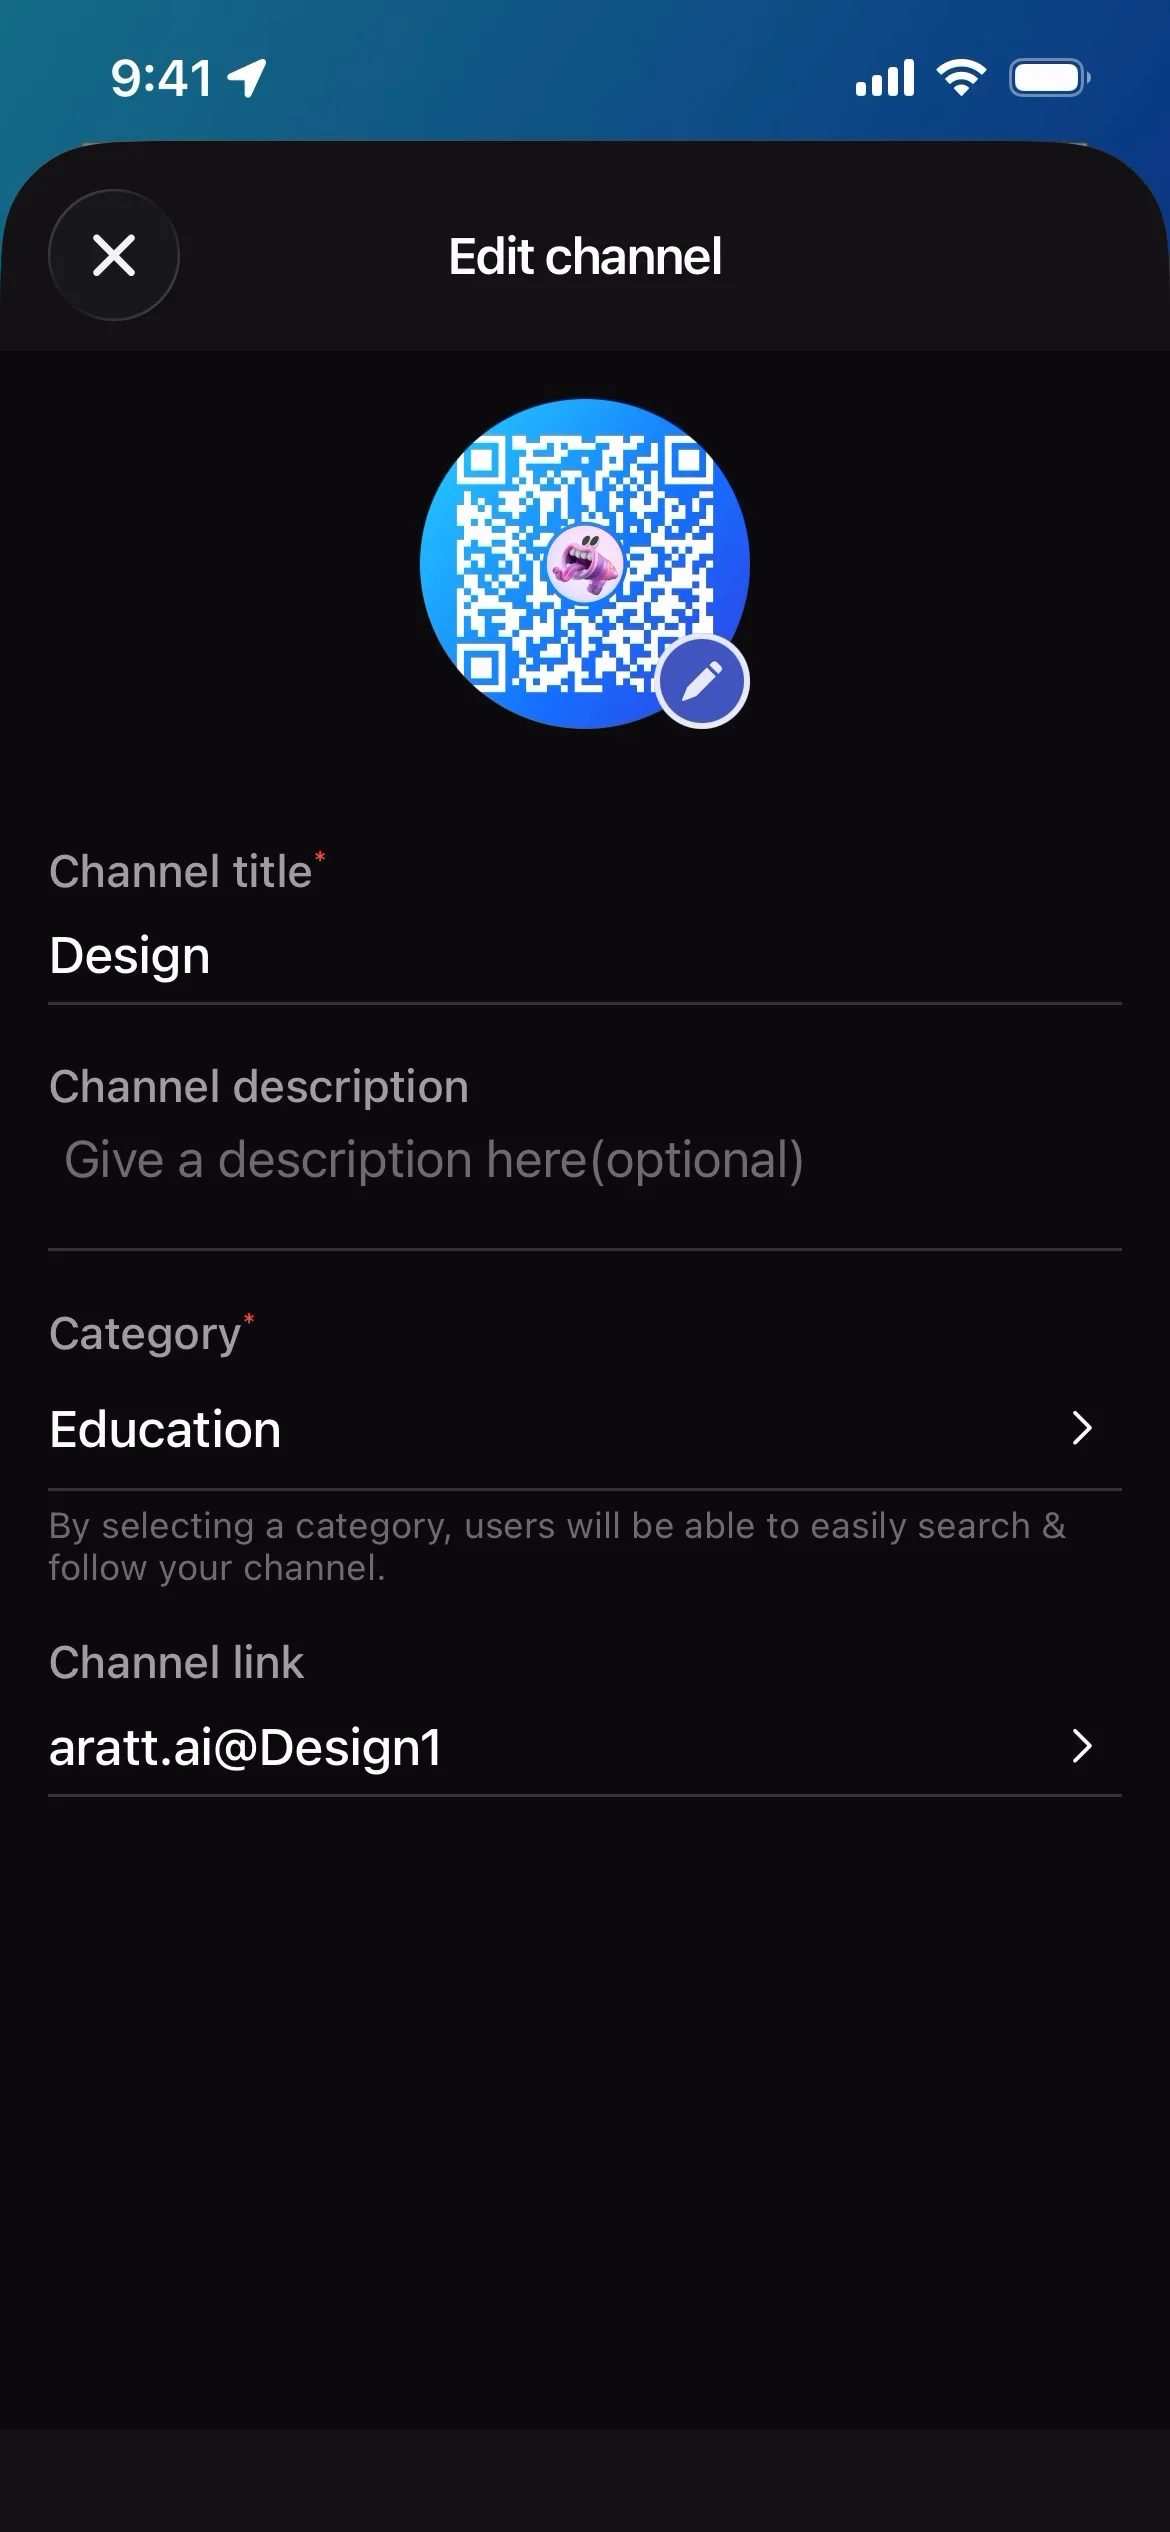 9:41
Edit channel
Channel title*
Design
Channel description
Give a description here(optional)
Category*
Education
By selecting a category, users will be able to easily search &
follow your channel.
Channel link
aratt.ai@Design1